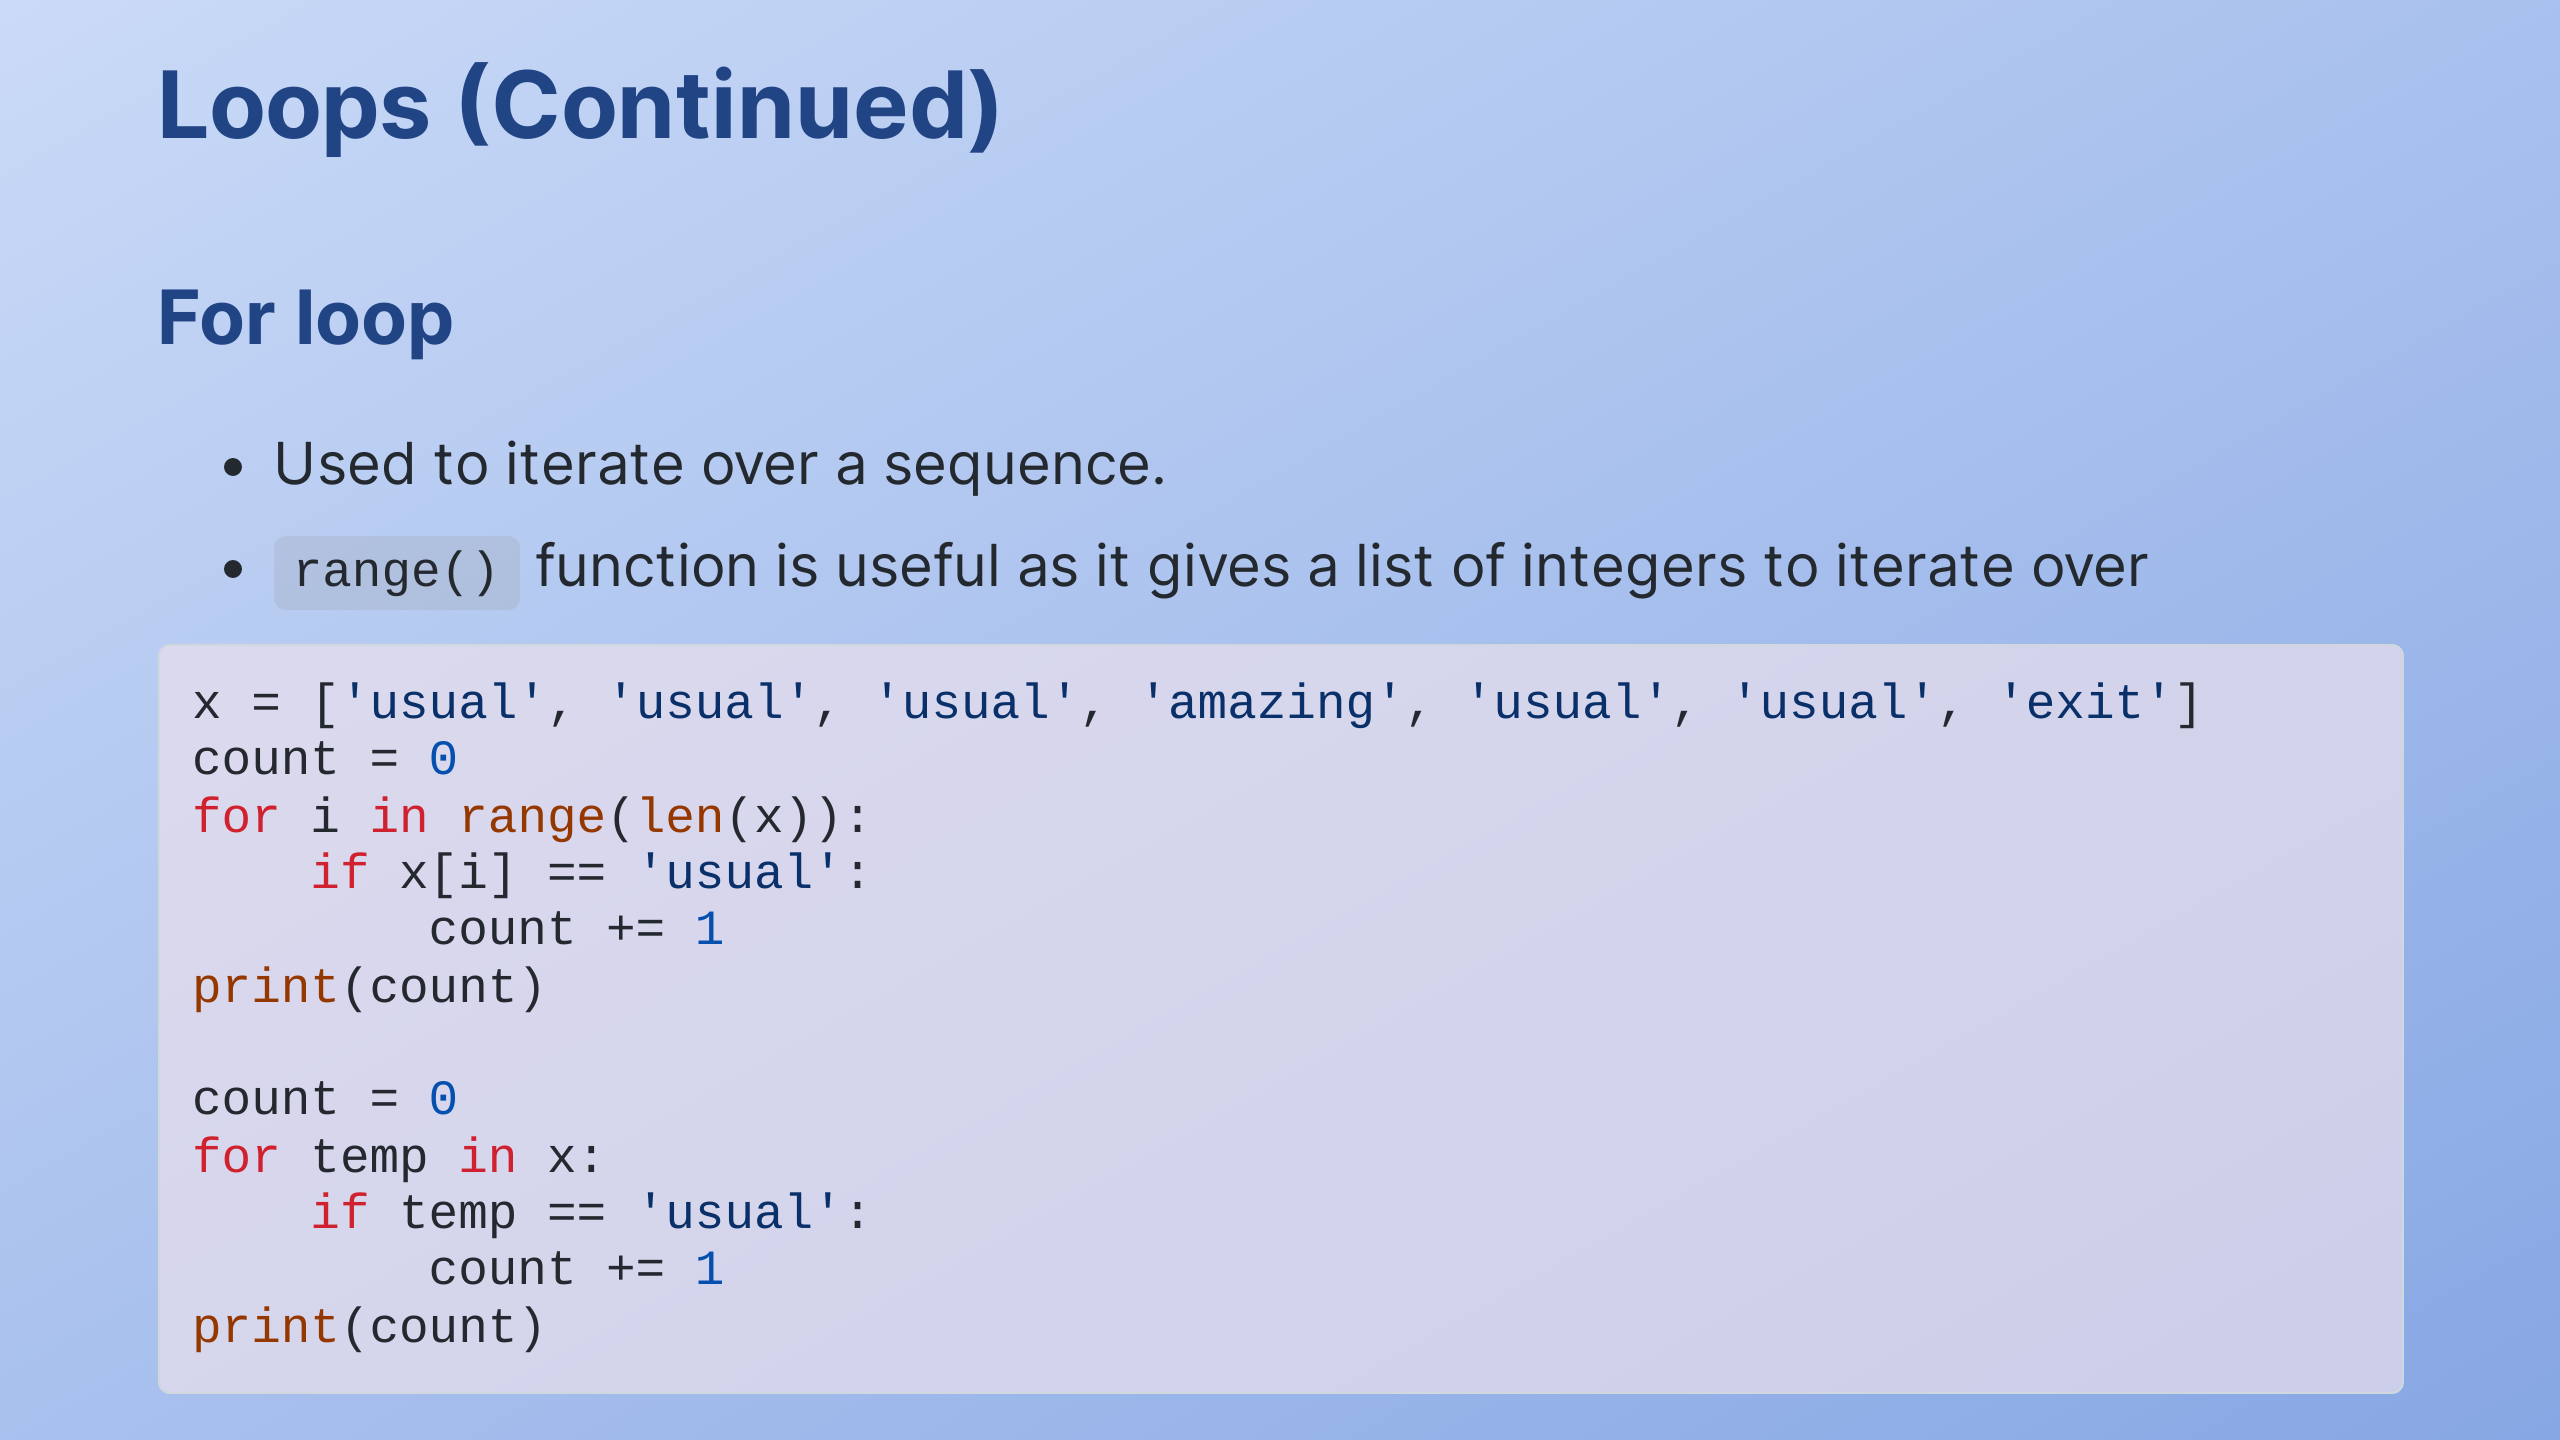 Loops (Continued)
For loop
• Used to iterate over a sequence.
• range() function is useful as it gives a list of integers to iterate over
x = ['usual', 'usual', 'usual', 'amazing', 'usual', 'usual', 'exit']
count = 0
for i in range(len(x)):
    if x[i] == 'usual':
        count += 1
print(count)

count = 0
for temp in x:
    if temp == 'usual':
        count += 1
print(count)